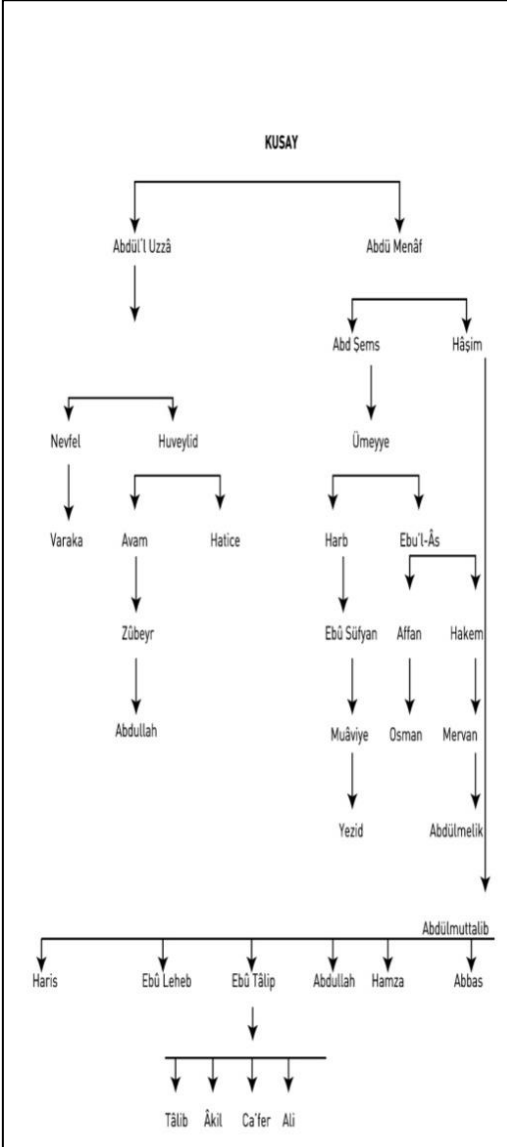 KUSAY
Abdü'l Uzzâ Abdü Menâf
Abd Şems Hâşim
Nevfel Huveylid Ümeyye
Varaka Avam Hatice Harb Ebu'l-Âs
Zûbeyr Ebû Süfyan Affan Hakem
Abdullah Muâviye Osman Mervan
Yezid Abdülmelik
Abdülmuttalib
Haris Ebû Leheb Ebû Tâlip Abdullah Hamza Abbas
Tâlib Âkil Ca'fer Ali